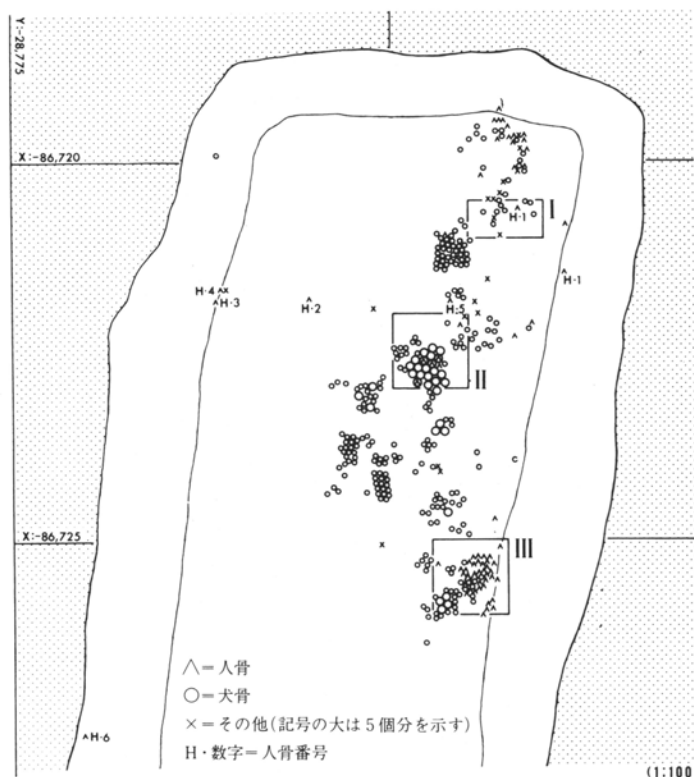 Y:-28,775
X:-86,720
I
H・1
H・1
H・4
H・3
H・2
H・5
II
X:-86,725
III
∧=人骨
○=犬骨
×=その他(記号の大は5個分を示す)
H・数字=人骨番号
H・6
(1:100